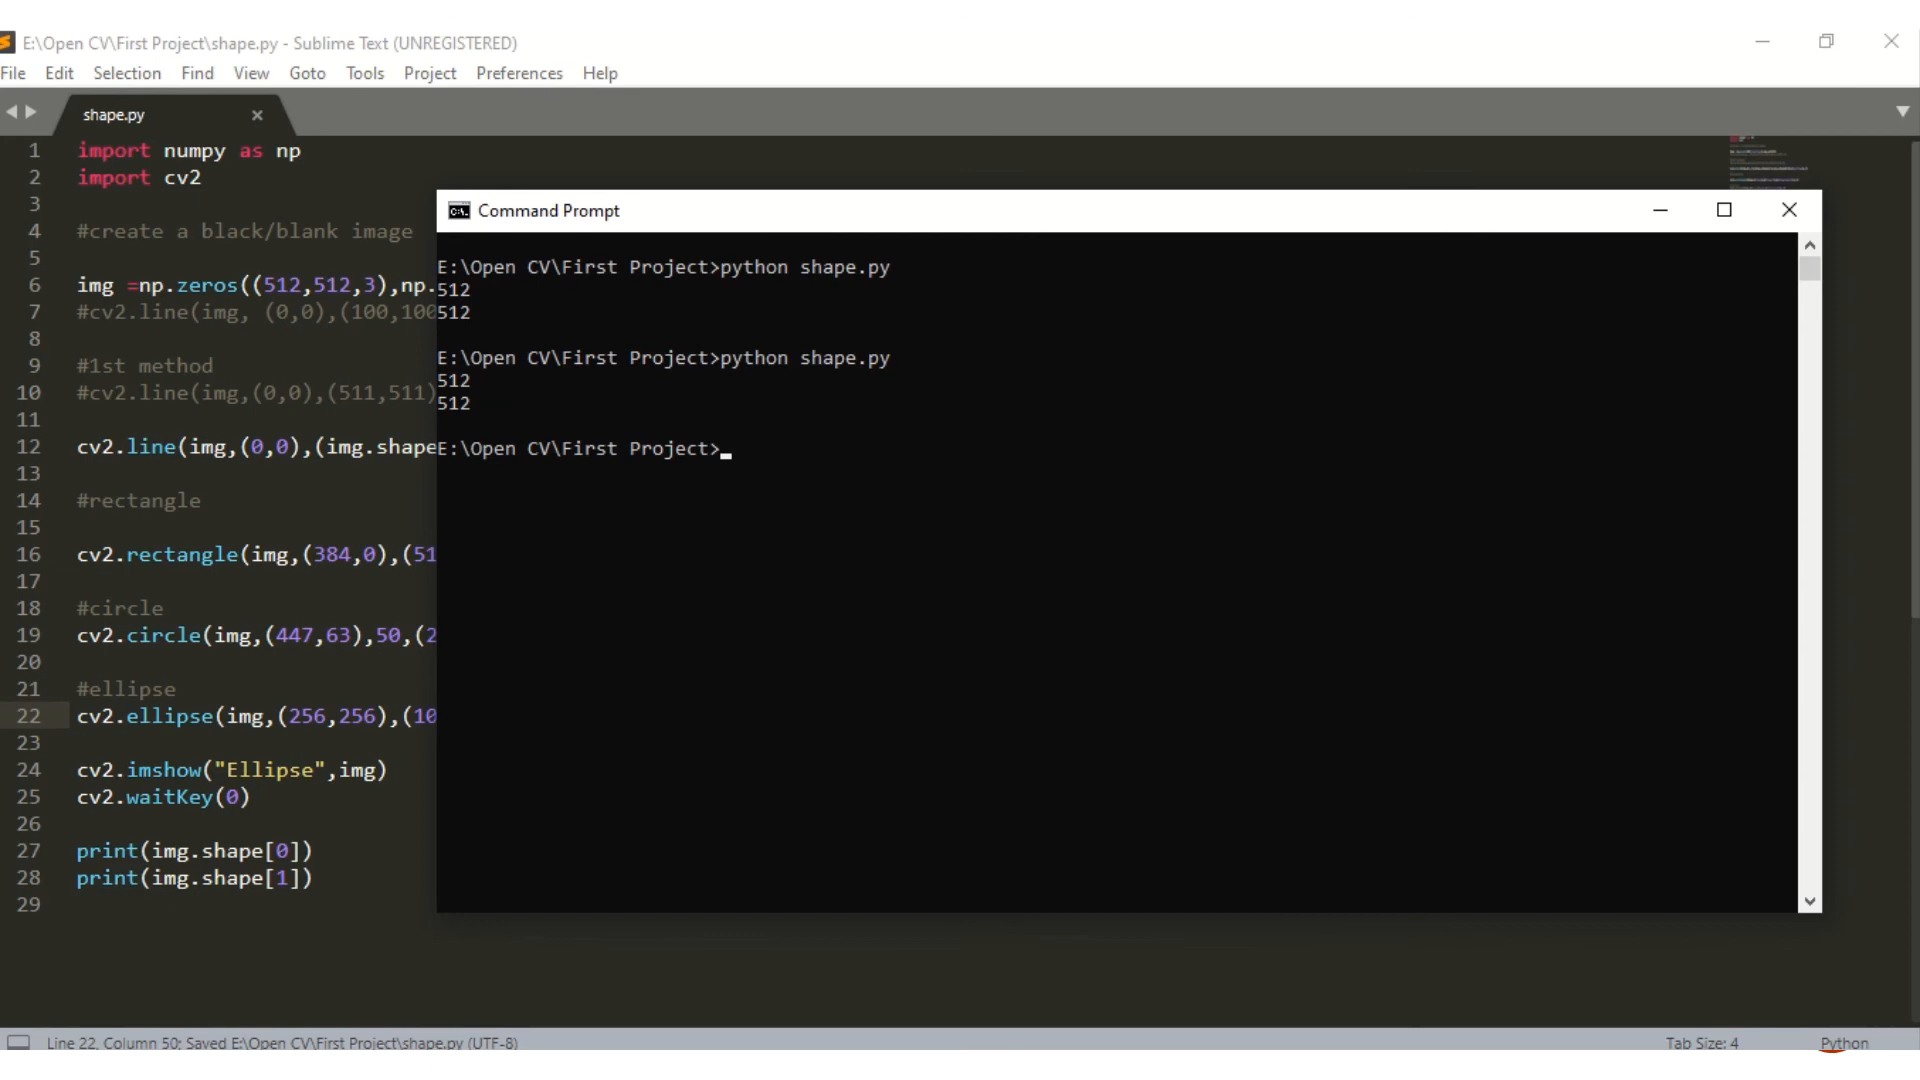 E:\Open CV\First Project\shape.py - Sublime Text (UNREGISTERED)
File Edit Selection Find View Goto Tools Project Preferences Help
shape.py
1 import numpy as np
2 import cv2
3
4 #create a black/blank image
5
6 img =np.zeros((512,512,3),np.
7 #cv2.line(img, (0,0),(100,100
8
9 #1st method
10 #cv2.line(img,(0,0),(511,511)
11
12 cv2.line(img,(0,0),(img.shape
13
14 #rectangle
15
16 cv2.rectangle(img,(384,0),(51
17
18 #circle
19 cv2.circle(img,(447,63),50,(2
20
21 #ellipse
22 cv2.ellipse(img,(256,256),(10
23
24 cv2.imshow("Ellipse",img)
25 cv2.waitKey(0)
26
27 print(img.shape[0])
28 print(img.shape[1])
29
Command Prompt
E:\Open CV\First Project>python shape.py
512
512
E:\Open CV\First Project>python shape.py
512
512
E:\Open CV\First Project>
Line 22, Column 50; Saved E:\Open CV\First Project\shape.py (UTF-8)
Tab Size: 4
Python